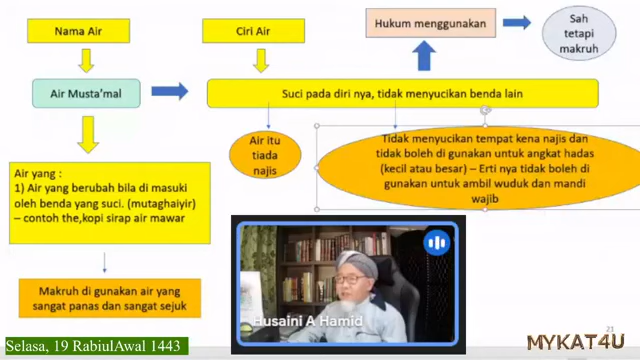 Nama Air
Ciri Air
Hukum menggunakan
Sah
tetapi
makruh
Air Musta'mal
Suci pada diri nya, tidak menyucikan benda lain
Air itu
tiada
najis
Tidak menyucikan tempat kena najis dan
tidak boleh di gunakan untuk angkat hadas
(kecil atau besar) – Erti nya tidak boleh di
gunakan untuk ambil wuduk dan mandi
wajib
Air yang :
1) Air yang berubah bila di masuki
oleh benda yang suci. (mutaghaiyir)
– contoh the,kopi sirap air mawar
Makruh di gunakan air yang
sangat panas dan sangat sejuk
Husaini A Hamid
21
MYKAT4U
Selasa, 19 RabiulAwal 1443